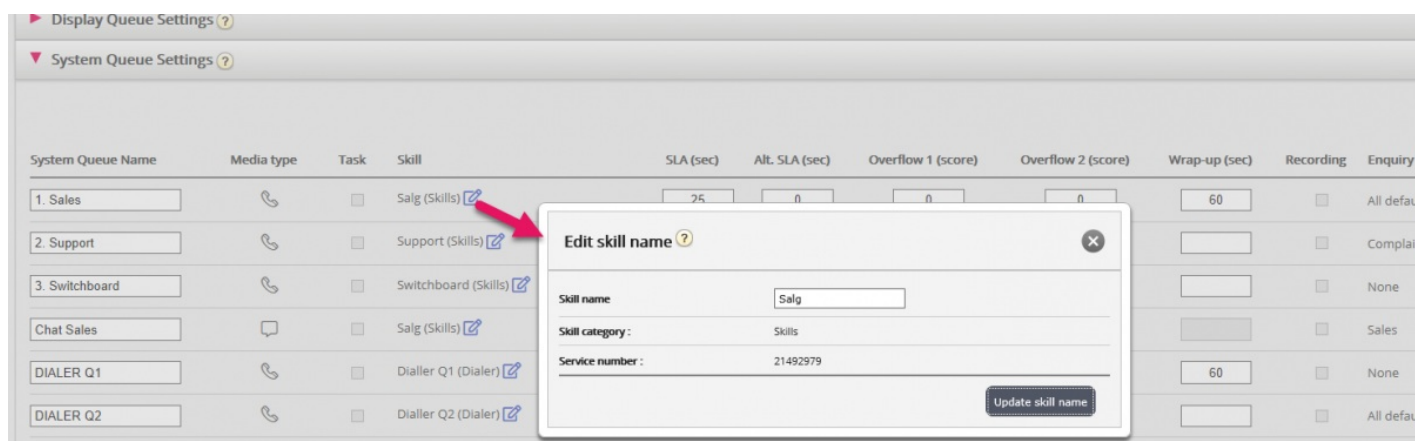 Display Queue Settings ?
System Queue Settings ?
System Queue Name Media type Task Skill SLA (sec) Alt. SLA (sec) Overflow 1 (score) Overflow 2 (score) Wrap-up (sec) Recording Enquiry
1. Sales Salg (Skills) 25 0 0 0 60 All defau
2. Support Support (Skills) Complai
3. Switchboard Switchboard (Skills) None
Chat Sales Salg (Skills) Sales
DIALER Q1 Dialler Q1 (Dialer) 60 None
DIALER Q2 Dialler Q2 (Dialer) All defau
Edit skill name ?
Skill name Salg
Skill category : Skills
Service number : 21492979
Update skill name